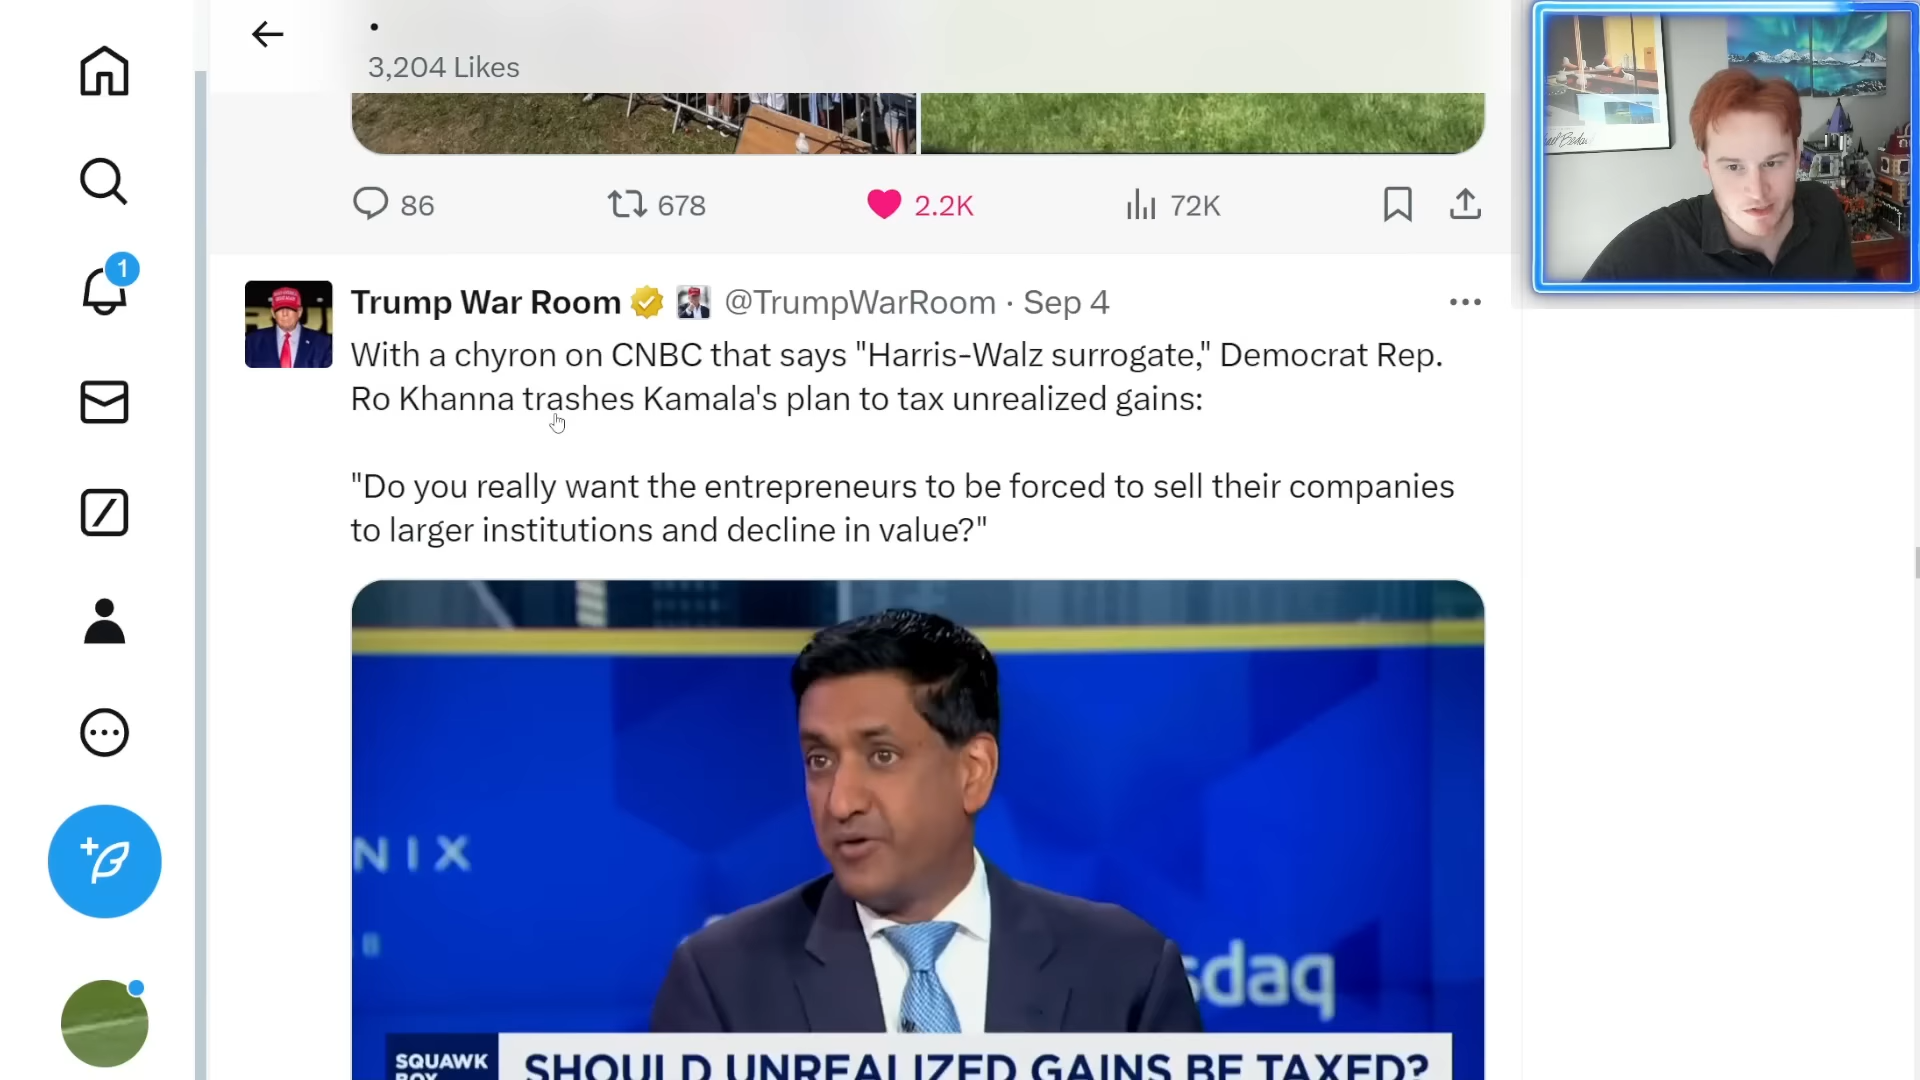 .
3,204 Likes
86
678
2.2K
72K
1
Trump War Room @TrumpWarRoom · Sep 4
With a chyron on CNBC that says "Harris-Walz surrogate," Democrat Rep.
Ro Khanna trashes Kamala's plan to tax unrealized gains:
"Do you really want the entrepreneurs to be forced to sell their companies
to larger institutions and decline in value?"
NIX
sdaq
SQUAWK
BOX
SHOULD UNREALIZED GAINS BE TAXED?